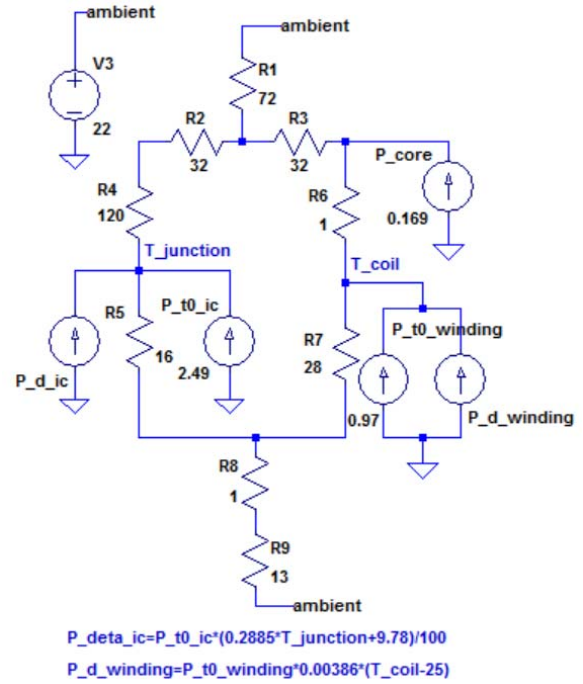 ambient
ambient
V3
22
R1
72
R2
32
R3
32
P_core
0.169
R4
120
R6
1
T_junction
T_coil
P_d_ic
R5
16
P_t0_ic
2.49
R7
28
P_t0_winding
0.97
P_d_winding
R8
1
R9
13
ambient
P_deta_ic=P_t0_ic*(0.2885*T_junction+9.78)/100
P_d_winding=P_t0_winding*0.00386*(T_coil-25)